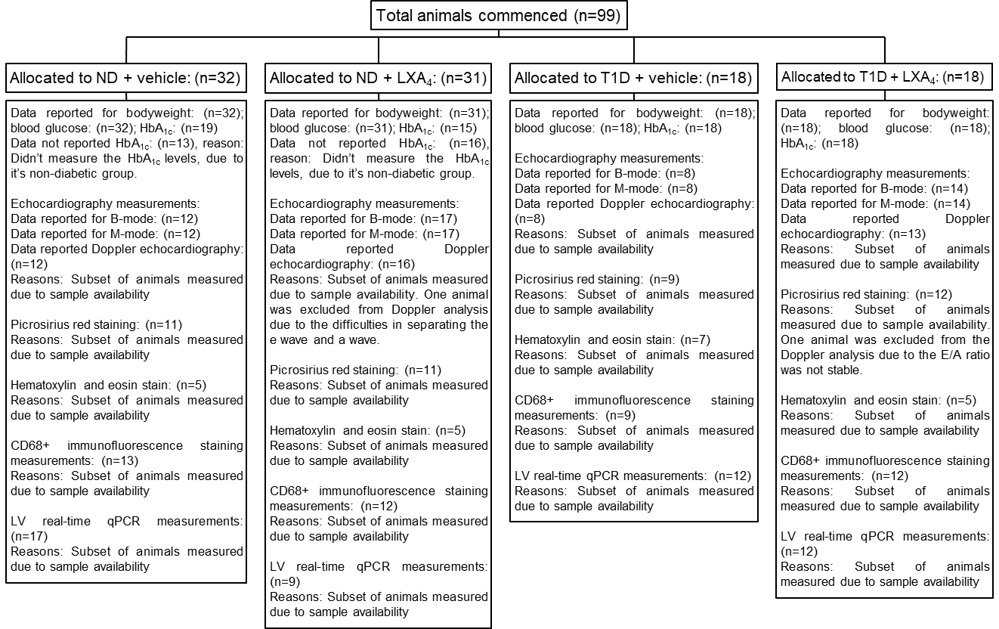 Total animals commenced (n=99)
Allocated to ND + vehicle: (n=32)
Data reported for bodyweight: (n=32);
blood glucose: (n=32); HbA1c: (n=19)
Data not reported HbA1c: (n=13), reason:
Didn't measure the HbA1c levels, due to
it's non-diabetic group.
Echocardiography measurements:
Data reported for B-mode: (n=12)
Data reported for M-mode: (n=12)
Data reported Doppler echocardiography:
(n=12)
Reasons: Subset of animals measured
due to sample availability
Picrosirius red staining: (n=11)
Reasons: Subset of animals measured
due to sample availability
Hematoxylin and eosin stain: (n=5)
Reasons: Subset of animals measured
due to sample availability
CD68+ immunofluorescence staining
measurements: (n=13)
Reasons: Subset of animals measured
due to sample availability
LV real-time qPCR measurements:
(n=17)
Reasons: Subset of animals measured
due to sample availability
Allocated to ND + LXA4: (n=31)
Data reported for bodyweight: (n=31);
blood glucose: (n=31); HbA1c: (n=15)
Data not reported HbA1c: (n=16),
reason: Didn't measure the HbA1c
levels, due to it's non-diabetic group.
Echocardiography measurements:
Data reported for B-mode: (n=17)
Data reported for M-mode: (n=17)
Data reported Doppler
echocardiography: (n=16)
Reasons: Subset of animals measured
due to sample availability. One animal
was excluded from Doppler analysis
due to the difficulties in separating the
e wave and a wave.
Picrosirius red staining: (n=11)
Reasons: Subset of animals measured
due to sample availability
Hematoxylin and eosin stain: (n=5)
Reasons: Subset of animals measured
due to sample availability
CD68+ immunofluorescence staining
measurements: (n=12)
Reasons: Subset of animals measured
due to sample availability
LV real-time qPCR measurements:
(n=9)
Reasons: Subset of animals measured
due to sample availability
Allocated to T1D + vehicle: (n=18)
Data reported for bodyweight: (n=18);
blood glucose: (n=18); HbA1c: (n=18)
Echocardiography measurements:
Data reported for B-mode: (n=8)
Data reported for M-mode: (n=8)
Data reported Doppler echocardiography:
(n=8)
Reasons: Subset of animals measured
due to sample availability
Picrosirius red staining: (n=9)
Reasons: Subset of animals measured
due to sample availability
Hematoxylin and eosin stain: (n=7)
Reasons: Subset of animals measured
due to sample availability
CD68+ immunofluorescence staining
measurements: (n=9)
Reasons: Subset of animals measured
due to sample availability
LV real-time qPCR measurements: (n=12)
Reasons: Subset of animals measured
due to sample availability
Allocated to T1D + LXA4: (n=18)
Data reported for bodyweight:
(n=18); blood glucose: (n=18);
HbA1c: (n=18)
Echocardiography measurements:
Data reported for B-mode: (n=14)
Data reported for M-mode: (n=14)
Data reported Doppler
echocardiography: (n=13)
Reasons: Subset of animals
measured due to sample availability
Picrosirius red staining: (n=12)
Reasons: Subset of animals
measured due to sample availability.
One animal was excluded from the
Doppler analysis due to the E/A ratio
was not stable.
Hematoxylin and eosin stain: (n=5)
Reasons: Subset of animals
measured due to sample availability
CD68+ immunofluorescence staining
measurements: (n=12)
Reasons: Subset of animals
measured due to sample availability
LV real-time qPCR measurements:
(n=12)
Reasons: Subset of animals
measured due to sample availability